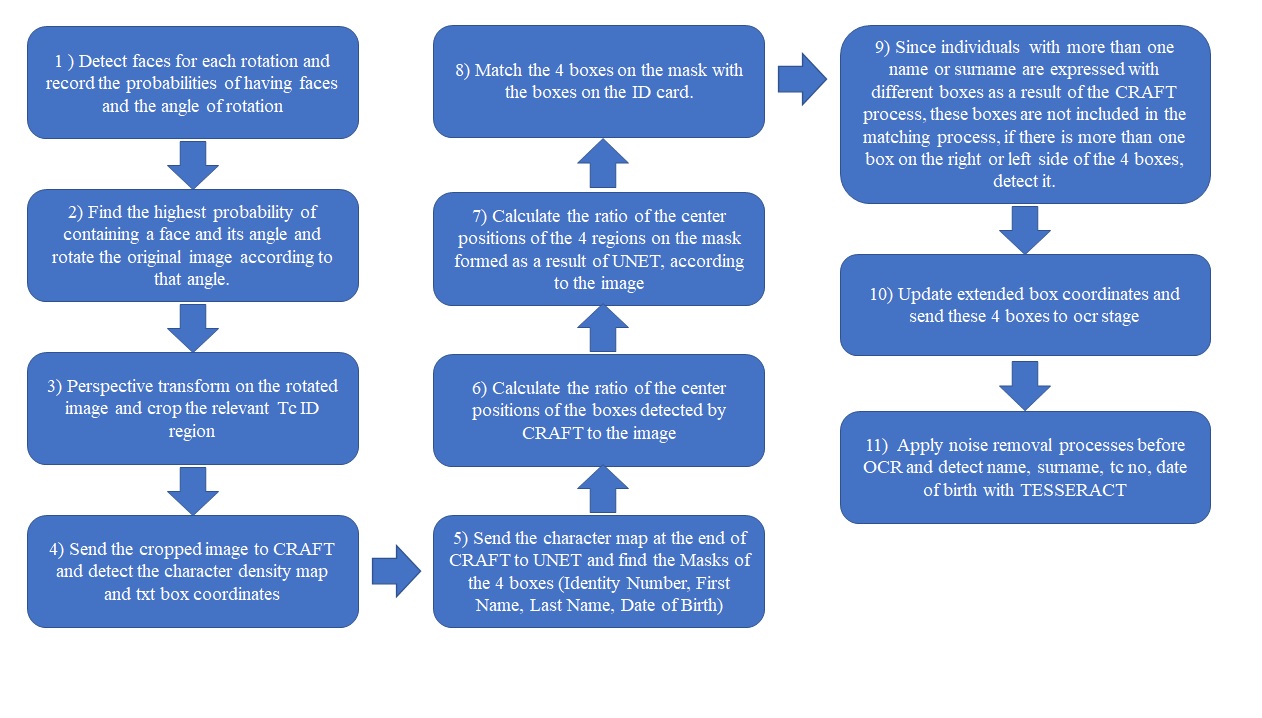 1 ) Detect faces for each rotation and
record the probabilities of having faces
and the angle of rotation
2) Find the highest probability of
containing a face and its angle and
rotate the original image according to
that angle.
3) Perspective transform on the rotated
image and crop the relevant Tc ID
region
4) Send the cropped image to CRAFT
and detect the character density map
and txt box coordinates
5) Send the character map at the end of
CRAFT to UNET and find the Masks of
the 4 boxes (Identity Number, First
Name, Last Name, Date of Birth)
6) Calculate the ratio of the center
positions of the boxes detected by
CRAFT to the image
7) Calculate the ratio of the center
positions of the 4 regions on the mask
formed as a result of UNET, according
to the image
8) Match the 4 boxes on the mask with
the boxes on the ID card.
9) Since individuals with more than one
name or surname are expressed with
different boxes as a result of the CRAFT
process, these boxes are not included in the
matching process, if there is more than one
box on the right or left side of the 4 boxes,
detect it.
10) Update extended box coordinates and
send these 4 boxes to ocr stage
11) Apply noise removal processes before
OCR and detect name, surname, tc no, date
of birth with TESSERACT